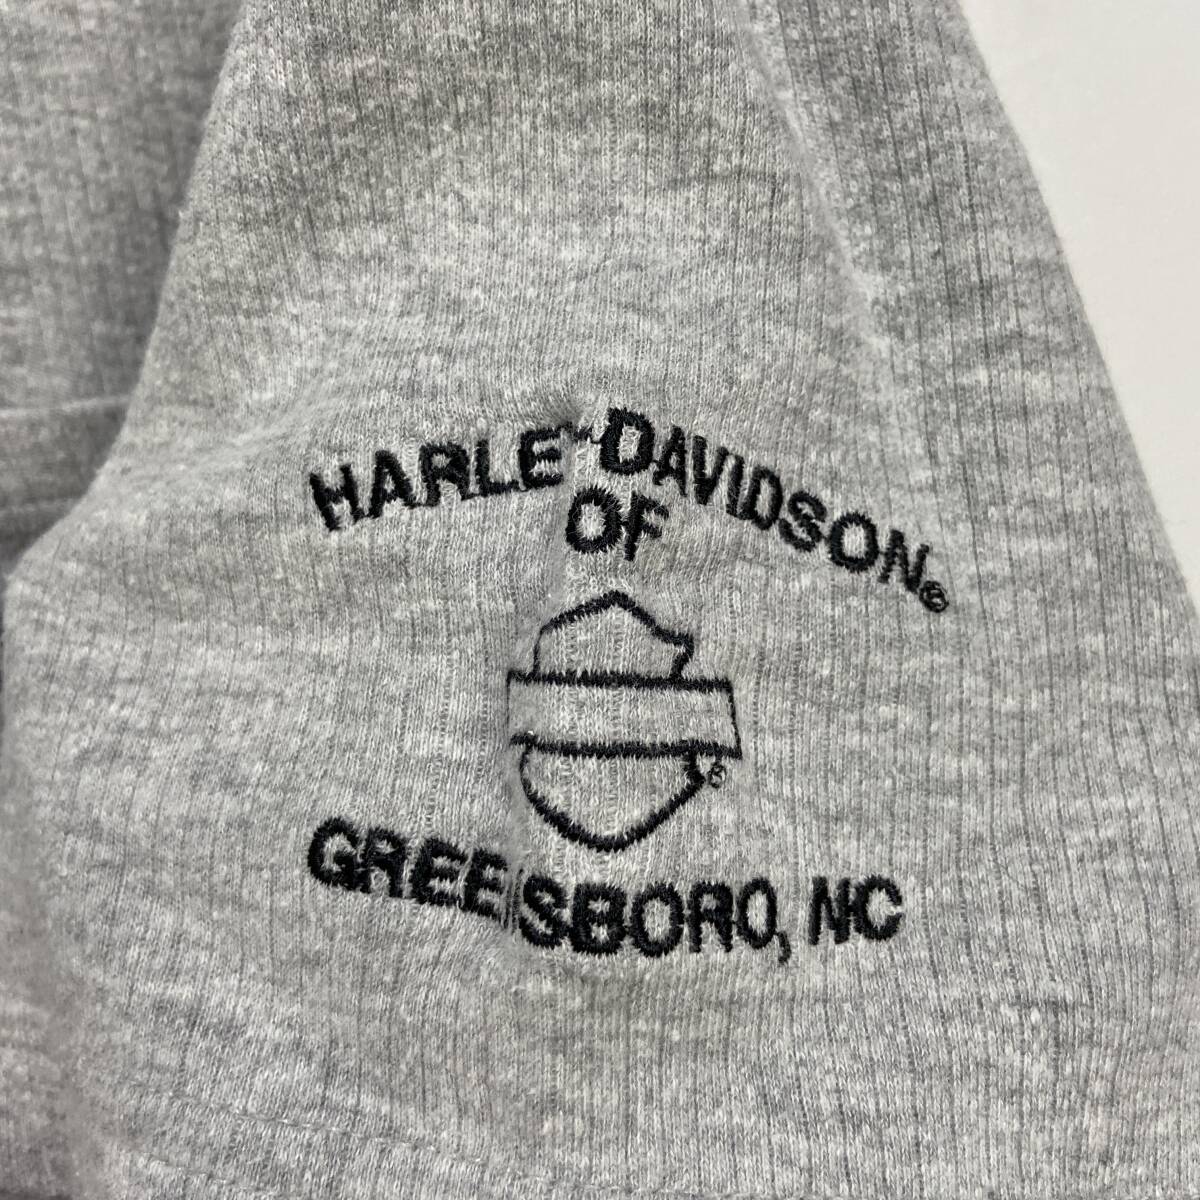 HARLEY-DAVIDSON®
OF
®
GREENSBORO, NC